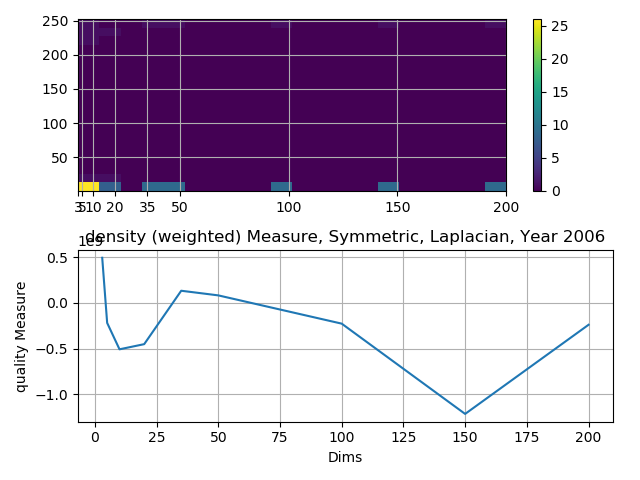 250
200
150
100
50
3 5 10 20 35 50 100 150 200
25
20
15
10
5
0
1e9
density (weighted) Measure, Symmetric, Laplacian, Year 2006
0.5
0.0
−0.5
−1.0
quality Measure
0 25 50 75 100 125 150 175 200
Dims